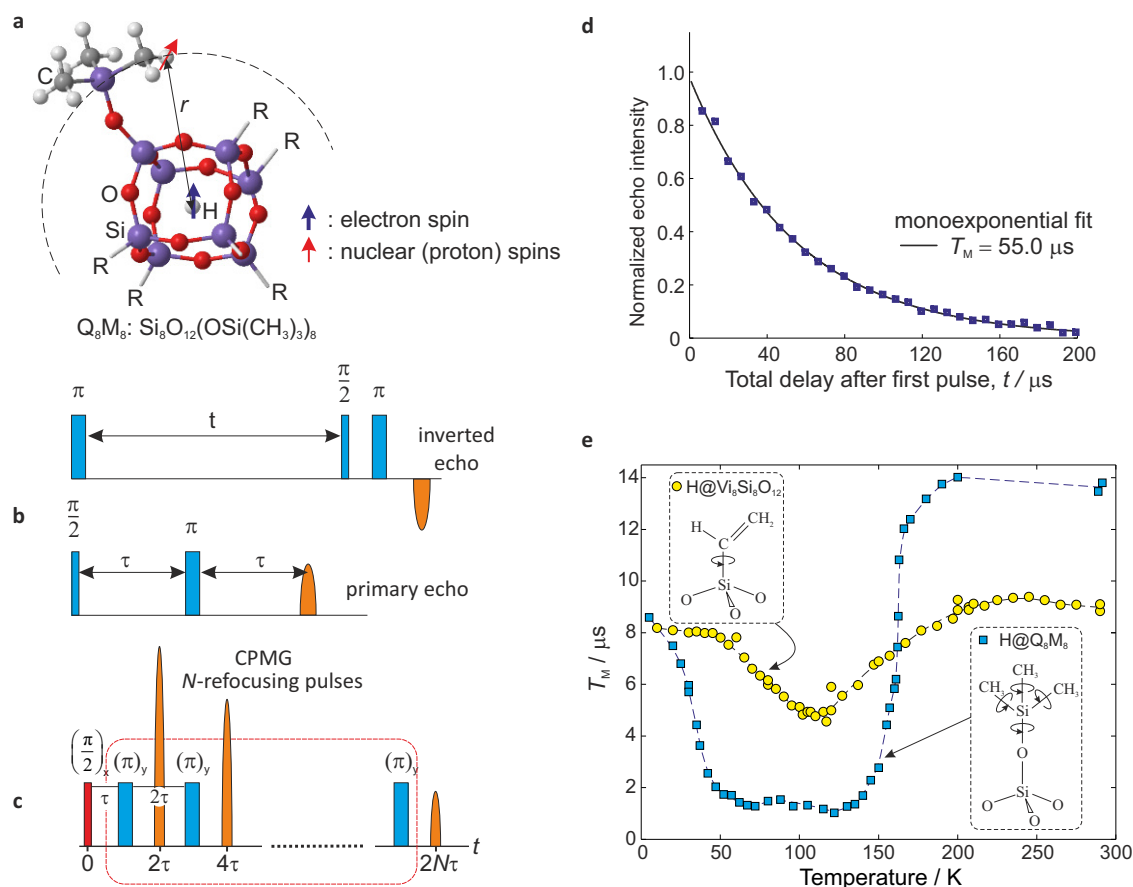 a
C
r
R
R
R
R
R
O
Si
H
: electron spin
: nuclear (proton) spins
Q₈M₈: Si₈O₁₂(OSi(CH₃)₃)₈
π
π/2
π
t
inverted
echo
b
π/2
π
τ
τ
primary echo
CPMG
N-refocusing pulses
(π/2)ₓ
(π)y
(π)y
(π)y
τ
2τ
c
0
2τ
4τ
2Nτ
t
d
Normalized echo intensity
1.0
0.8
0.6
0.4
0.2
0
monoexponential fit
T_M = 55.0 μs
0
40
80
120
160
200
Total delay after first pulse, t / μs
e
T_M / μs
14
12
10
8
6
4
2
0
H@Vi₈Si₈O₁₂
H
CH₂
C
Si
O
O
O
H@Q₈M₈
CH₃
CH₃
CH₃
Si
O
Si
O
O
O
0
50
100
150
200
250
300
Temperature / K